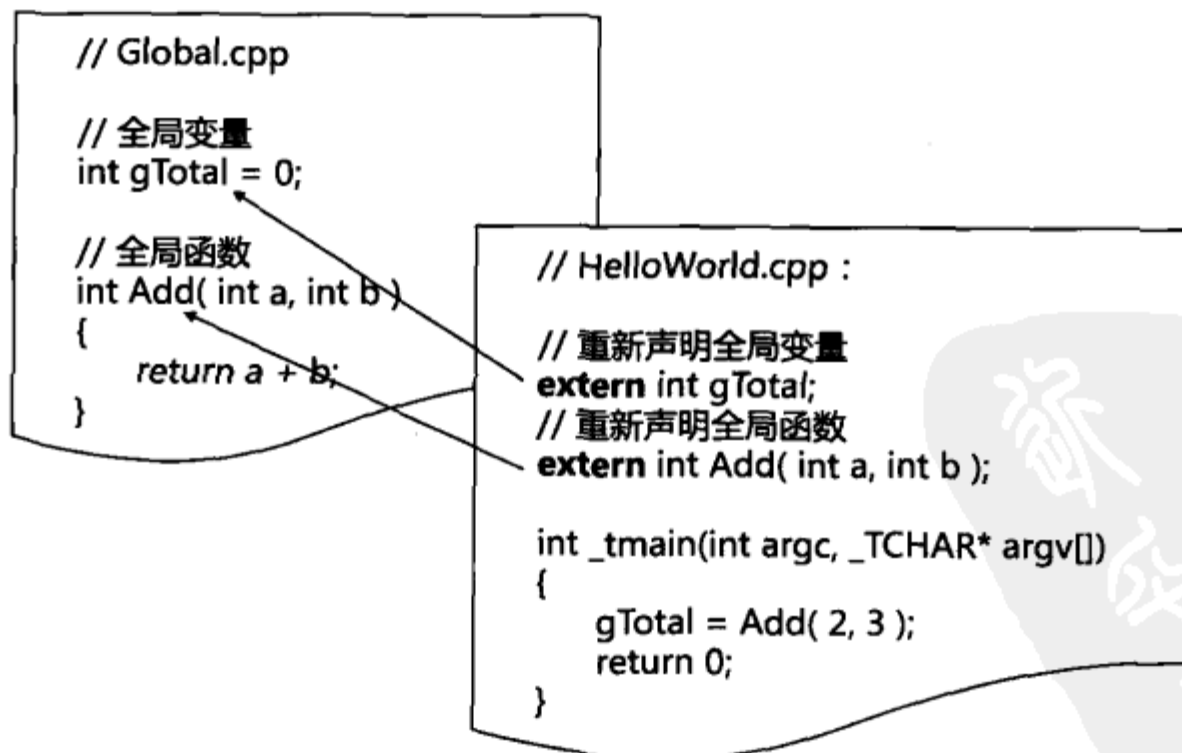 // Global.cpp
// 全局变量
int gTotal = 0;
// 全局函数
int Add( int a, int b )
{
return a + b;
}
// HelloWorld.cpp :
// 重新声明全局变量
extern int gTotal;
// 重新声明全局函数
extern int Add( int a, int b );
int _tmain(int argc, _TCHAR* argv[])
{
gTotal = Add( 2, 3 );
return 0;
}